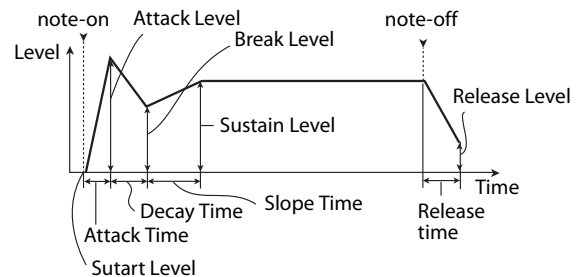 note-on
Attack Level
note-off
Break Level
Level
Release Level
Sustain Level
Time
Decay Time
Slope Time
Release
time
Attack Time
Sutart Level